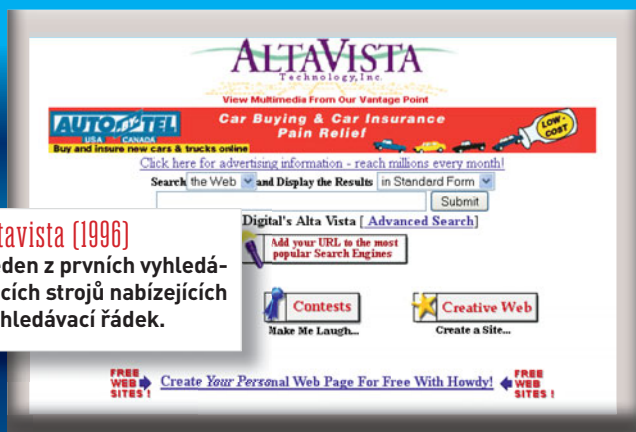 ALTAVISTA
Technology, Inc.
View Multimedia From Our Vantage Point
AUTO TEL
USA CANADA
Buy and insure new cars & trucks online
Car Buying & Car Insurance
Pain Relief
LOW-
COST
Click here for advertising information - reach millions every month!
Search the Web and Display the Results in Standard Form
Submit
Digital's Alta Vista [ Advanced Search]
Add your URL to the most
popular Search Engines
tavista (1996)
eden z prvních vyhledá-
cích strojů nabízejících
hledávací řádek.
Contests
Make Me Laugh...
Creative Web
Create a Site...
FREE
WEB
SITES !
Create Your Personal Web Page For Free With Howdy!
FREE
WEB
SITES !